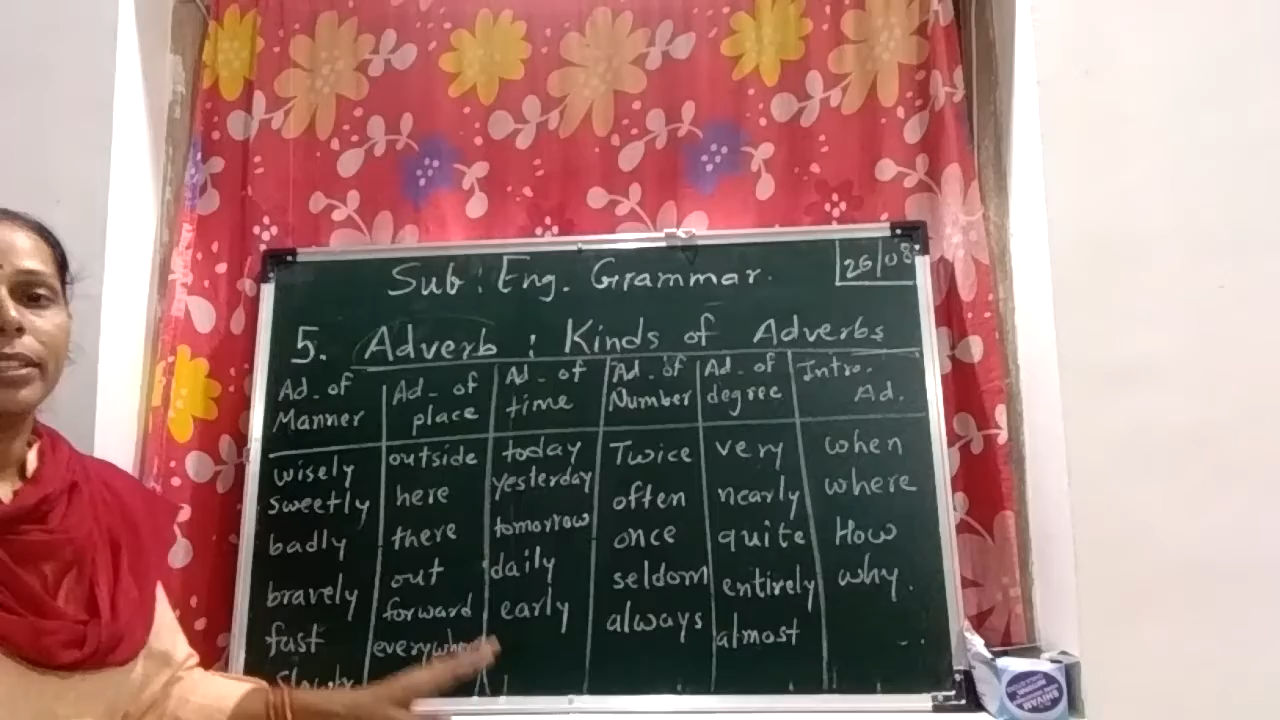 Sub : Eng. Grammar.
26/08
5. Adverb : Kinds of Adverbs
Ad. of Manner
Ad. of place
Ad. of time
Ad. of Number
Ad. of degree
Intro. Ad.
wisely
sweetly
badly
bravely
fast
outside
here
there
out
forward
today
yesterday
tomorrow
daily
early
Twice
often
once
seldom
always
very
nearly
quite
entirely
almost
when
where
How
why.
SHIVAM